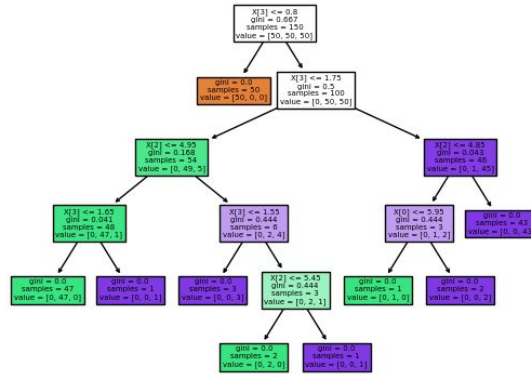 X[3] <= 0.8
gini = 0.667
samples = 150
value = [50, 50, 50]
gini = 0.0
samples = 50
value = [50, 0, 0]
X[3] <= 1.75
gini = 0.5
samples = 100
value = [0, 50, 50]
X[2] <= 4.95
gini = 0.168
samples = 54
value = [0, 49, 5]
X[2] <= 4.85
gini = 0.043
samples = 46
value = [0, 1, 45]
X[3] <= 1.65
gini = 0.041
samples = 48
value = [0, 47, 1]
X[3] <= 1.55
gini = 0.444
samples = 6
value = [0, 2, 4]
X[0] <= 5.95
gini = 0.444
samples = 3
value = [0, 1, 2]
gini = 0.0
samples = 43
value = [0, 0, 43]
gini = 0.0
samples = 47
value = [0, 47, 0]
gini = 0.0
samples = 1
value = [0, 0, 1]
gini = 0.0
samples = 3
value = [0, 0, 3]
X[2] <= 5.45
gini = 0.444
samples = 3
value = [0, 2, 1]
gini = 0.0
samples = 1
value = [0, 1, 0]
gini = 0.0
samples = 2
value = [0, 0, 2]
gini = 0.0
samples = 2
value = [0, 2, 0]
gini = 0.0
samples = 1
value = [0, 0, 1]